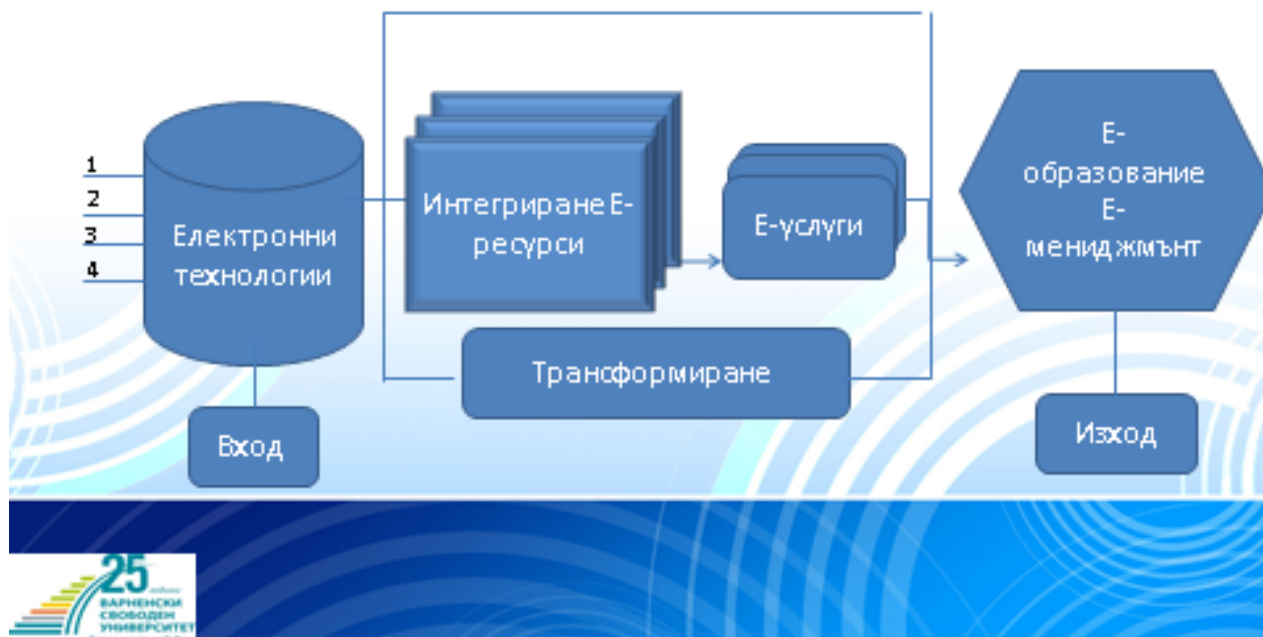 1
2
3
4
Електронни
технологии
Вход
Интегриране Е-
ресурси
Е-услуги
Трансформиране
Е-
образование
Е-
мениджмънт
Изход
25
ВАРНЕНСКИ
СВОБОДЕН
УНИВЕРСИТЕТ